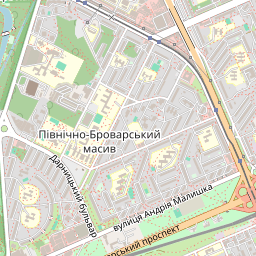 Північно-Броварський
масив
Дарницький бульвар
вулиця Андрія Малишка
арський проспект